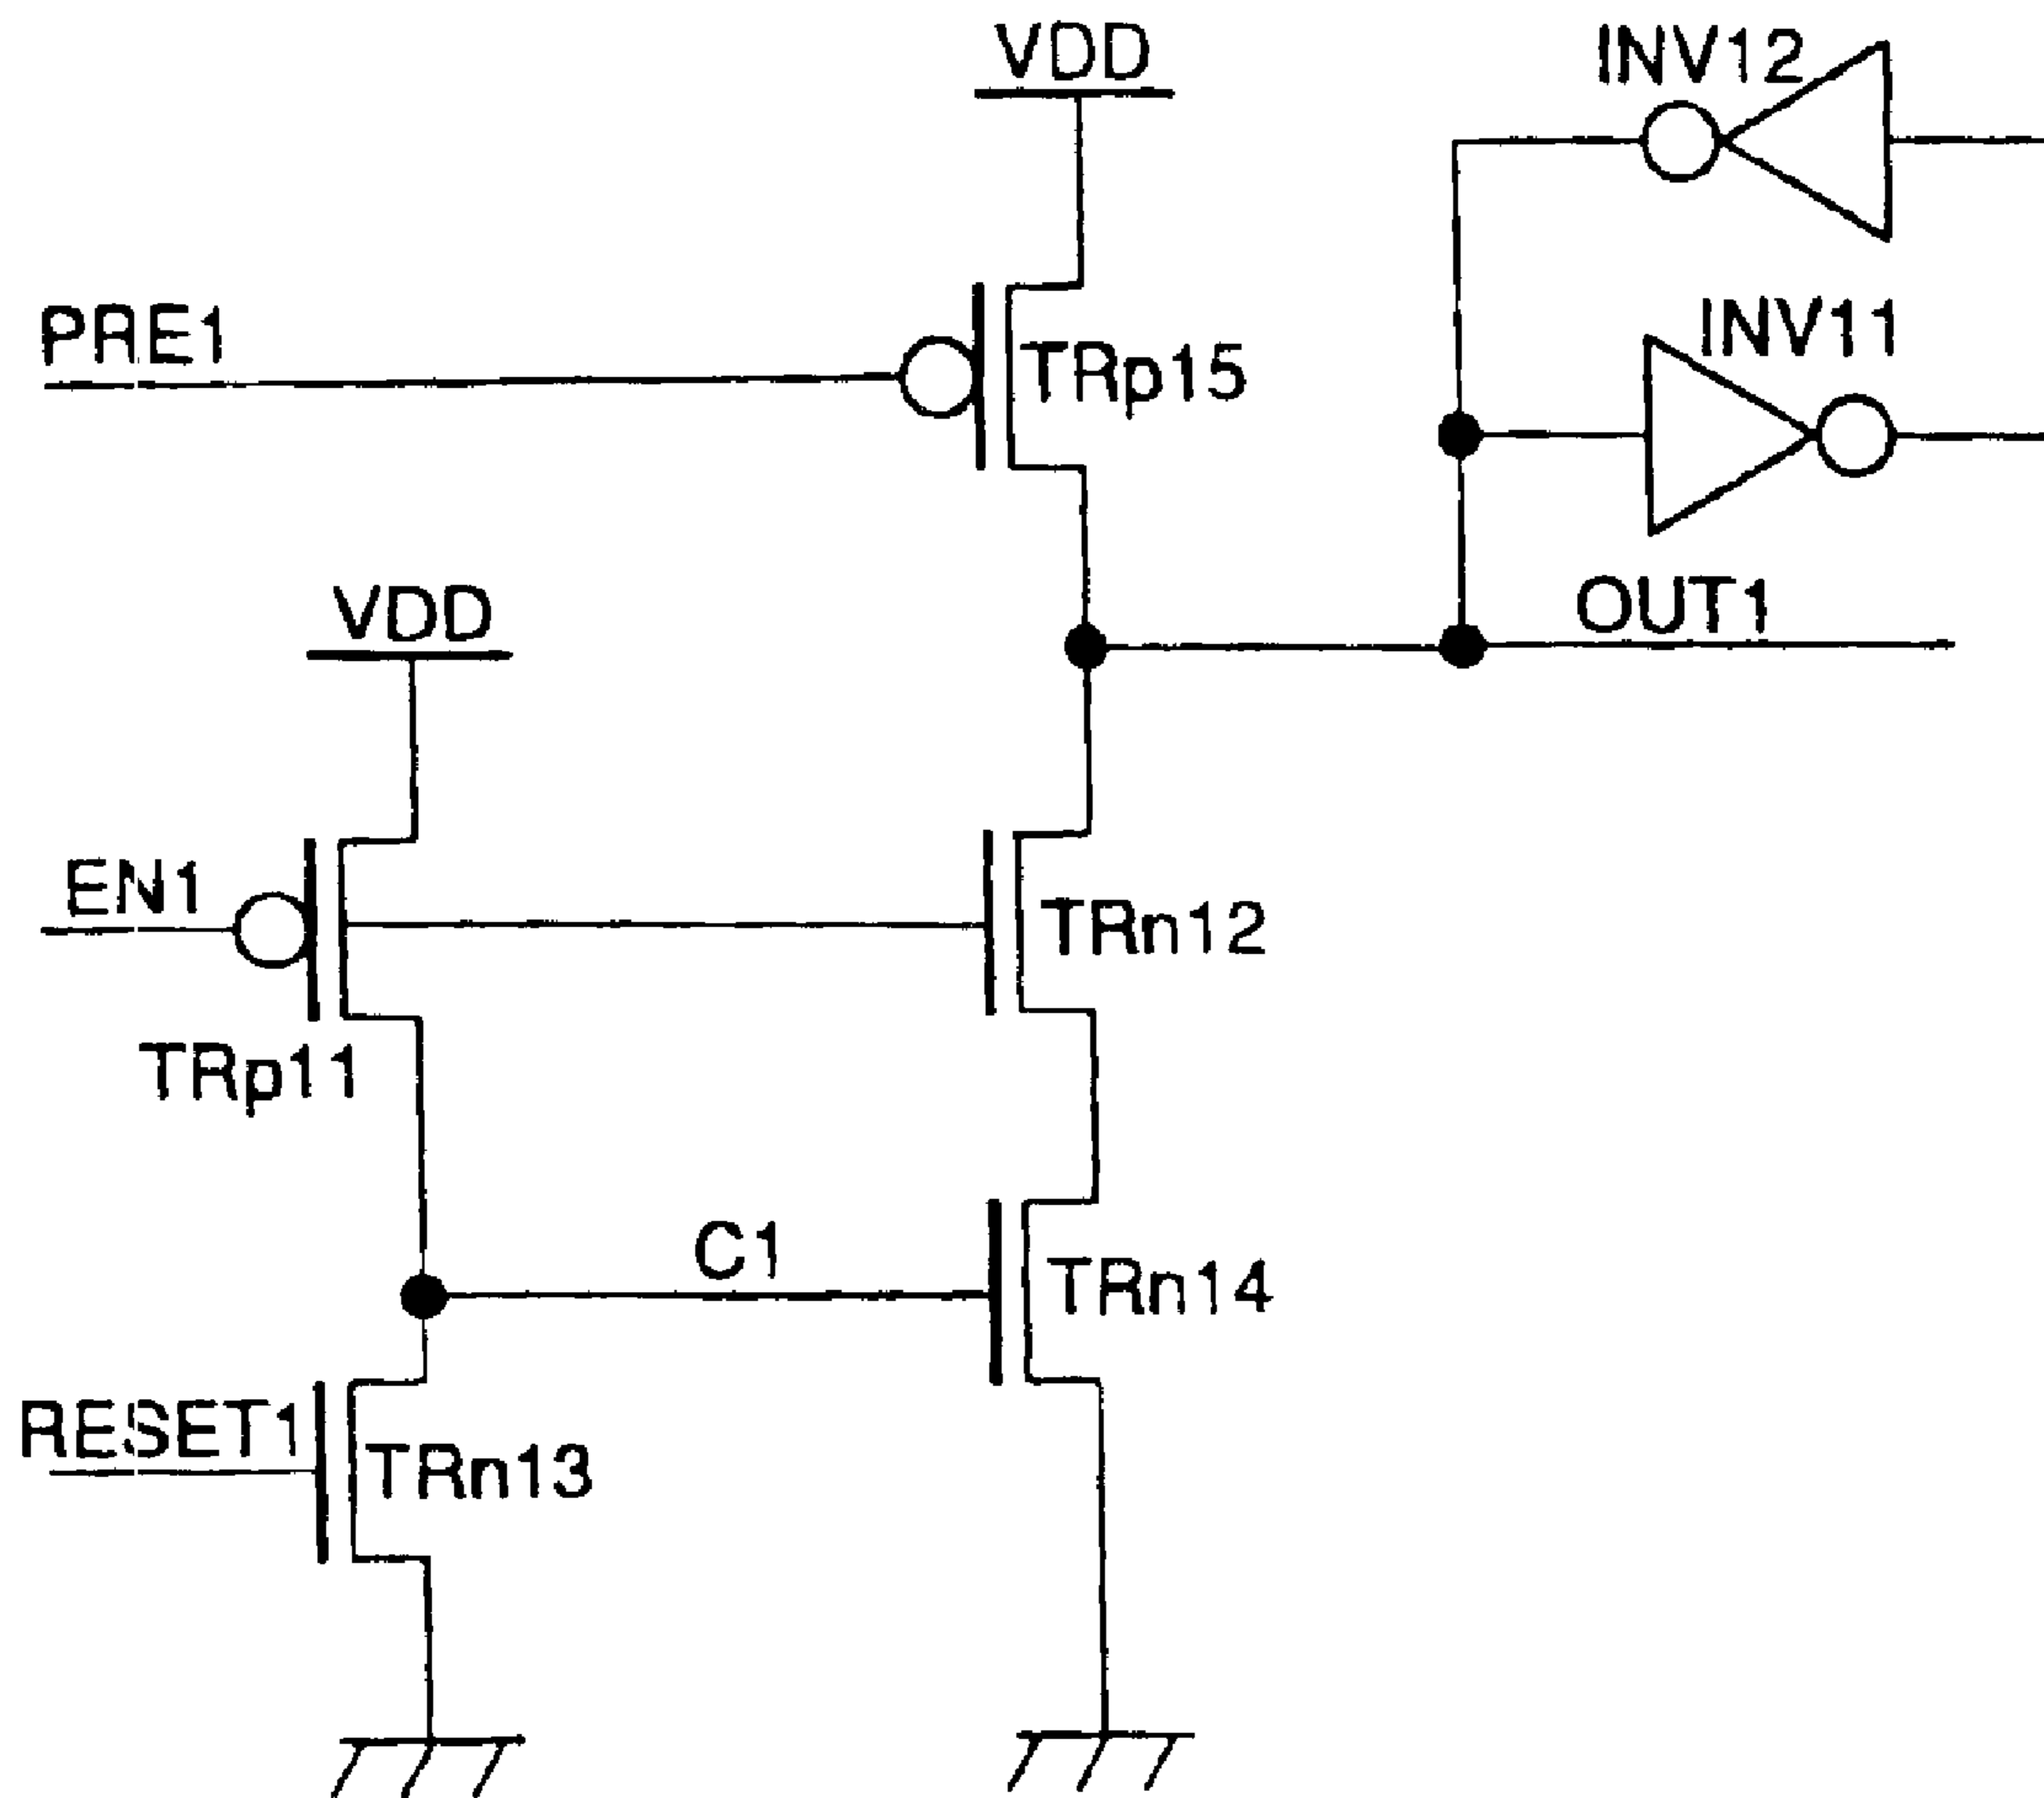 VDD
INV12
PRE1
TRp15
INV11
VDD
OUT1
EN1
TRn12
TRp11
C1
TRn14
RESET1
TRn13